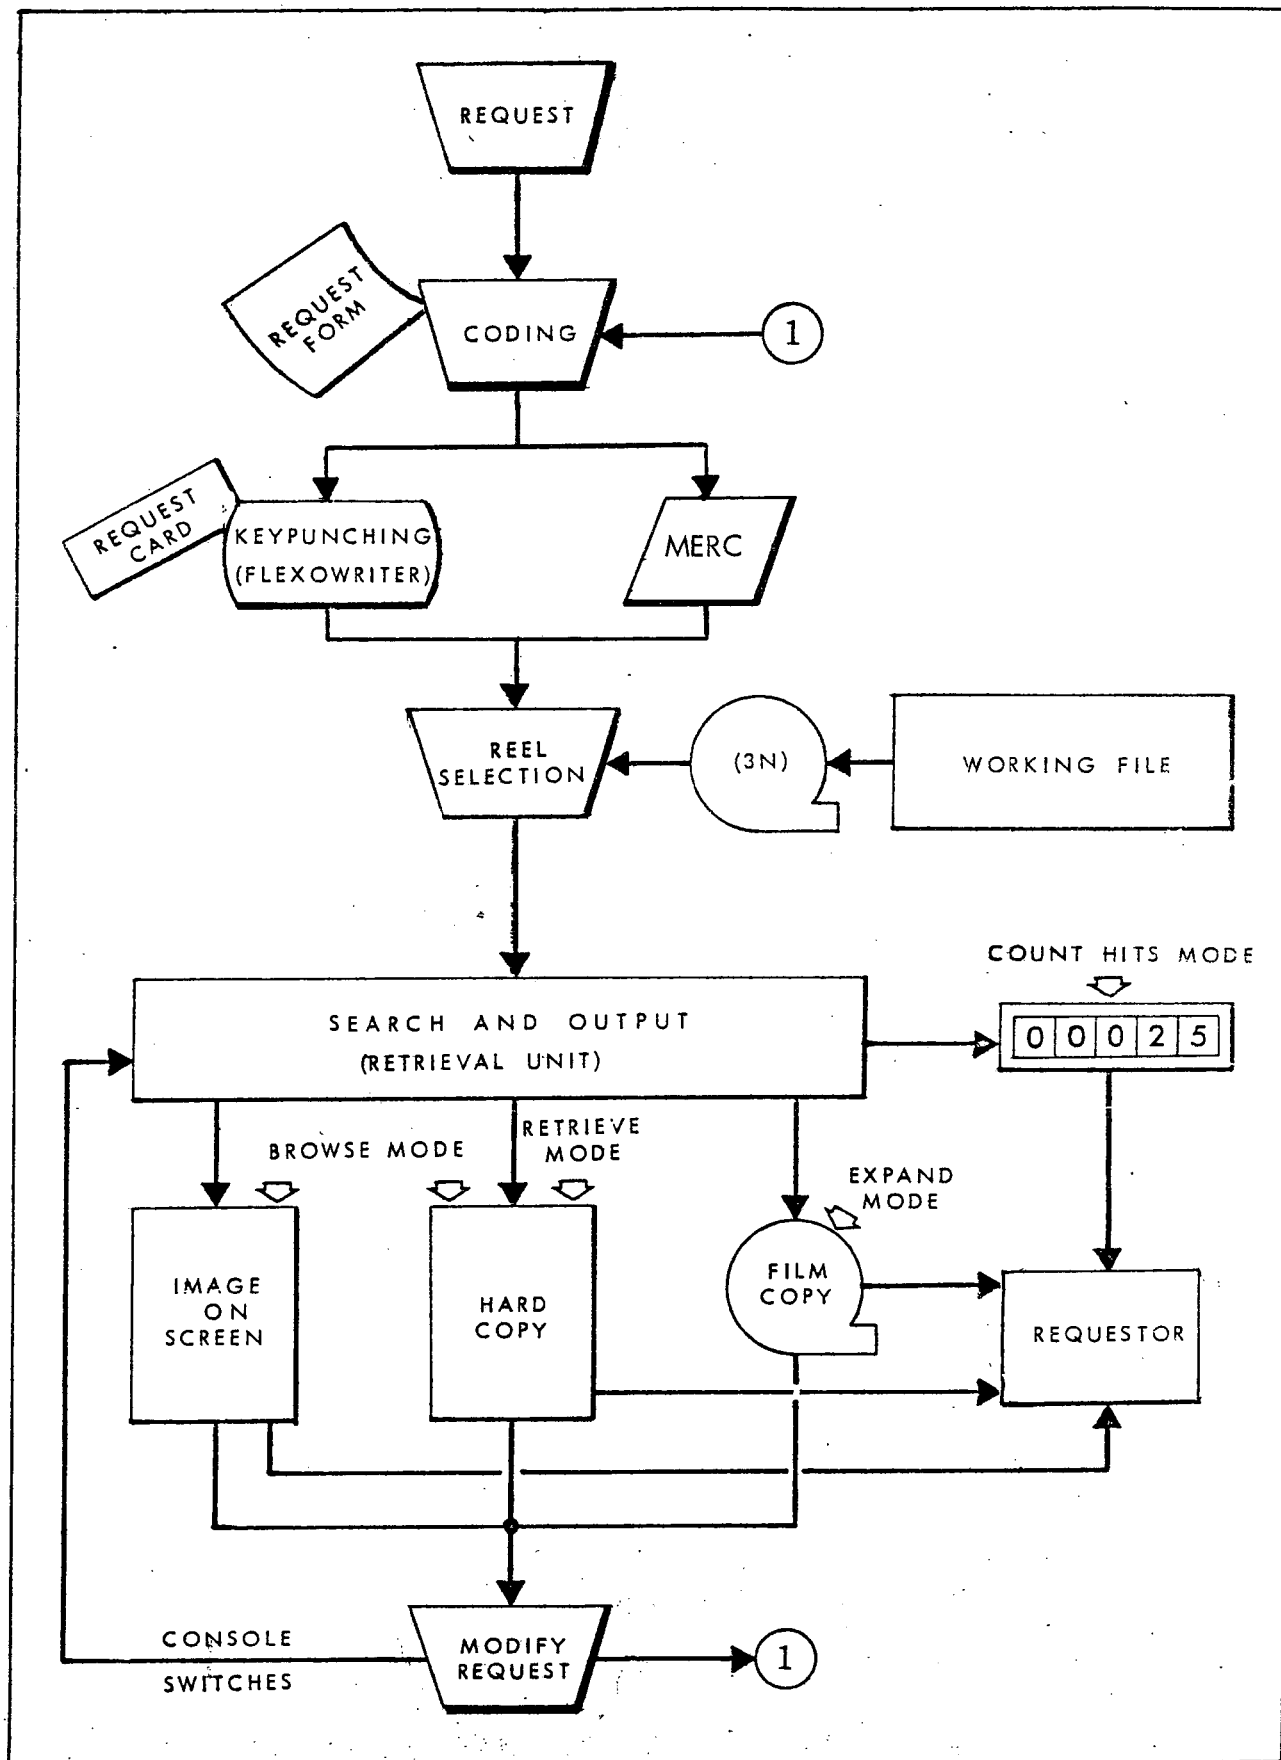 REQUEST
REQUEST
FORM
CODING
1
REQUEST
CARD
KEYPUNCHING
(FLEXOWRITER)
MERC
REEL
SELECTION
(3N)
WORKING FILE
COUNT HITS MODE
SEARCH AND OUTPUT
(RETRIEVAL UNIT)
0 0 0 2 5
BROWSE MODE
RETRIEVE
MODE
EXPAND
MODE
IMAGE
ON
SCREEN
HARD
COPY
FILM
COPY
REQUESTOR
CONSOLE
SWITCHES
MODIFY
REQUEST
1